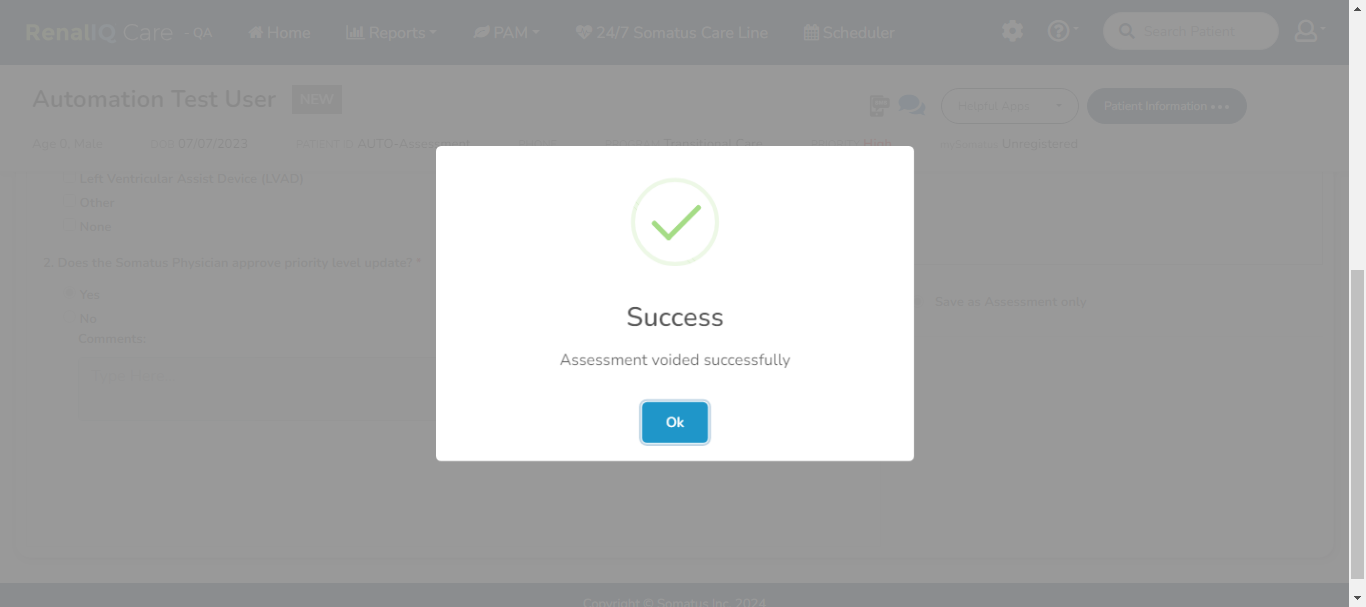 RenalIQ Care - QA Home Reports PAM 24/7 Somatus Care Line Scheduler Search Patient
Automation Test User NEW Helpful Apps Patient Information •••
Age 0, Male DOB 07/07/2023 PATIENT ID AUTO-Assessment PHONE PROGRAM Transitional Care High mySomatus Unregistered
Left Ventricular Assist Device (LVAD)
Other
None
2. Does the Somatus Physician approve priority level update? *
Yes
No
Comments:
Type Here
Save as Assessment only
Success
Assessment voided successfully
Ok
Copyright © Somatus Inc. 2024